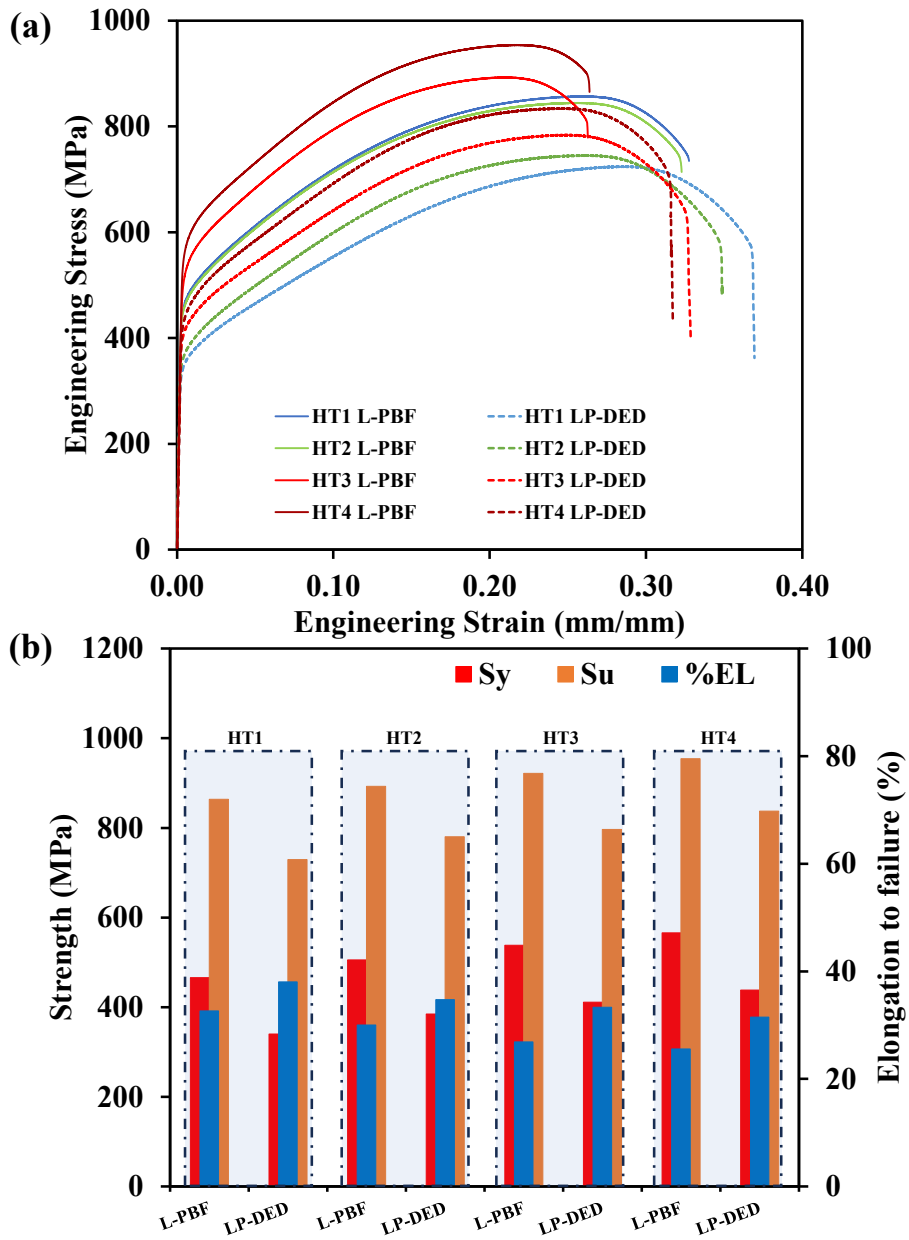 (a)
1000
800
600
400
200
0
Engineering Stress (MPa)
HT1 L-PBF
HT1 LP-DED
HT2 L-PBF
HT2 LP-DED
HT3 L-PBF
HT3 LP-DED
HT4 L-PBF
HT4 LP-DED
0.00 0.10 0.20 0.30 0.40
Engineering Strain (mm/mm)
(b)
1200
1000
800
600
400
200
0
Strength (MPa)
Sy Su %EL
HT1 HT2 HT3 HT4
100
80
60
40
20
0
Elongation to failure (%)
L-PBF LP-DED L-PBF LP-DED L-PBF LP-DED L-PBF LP-DED